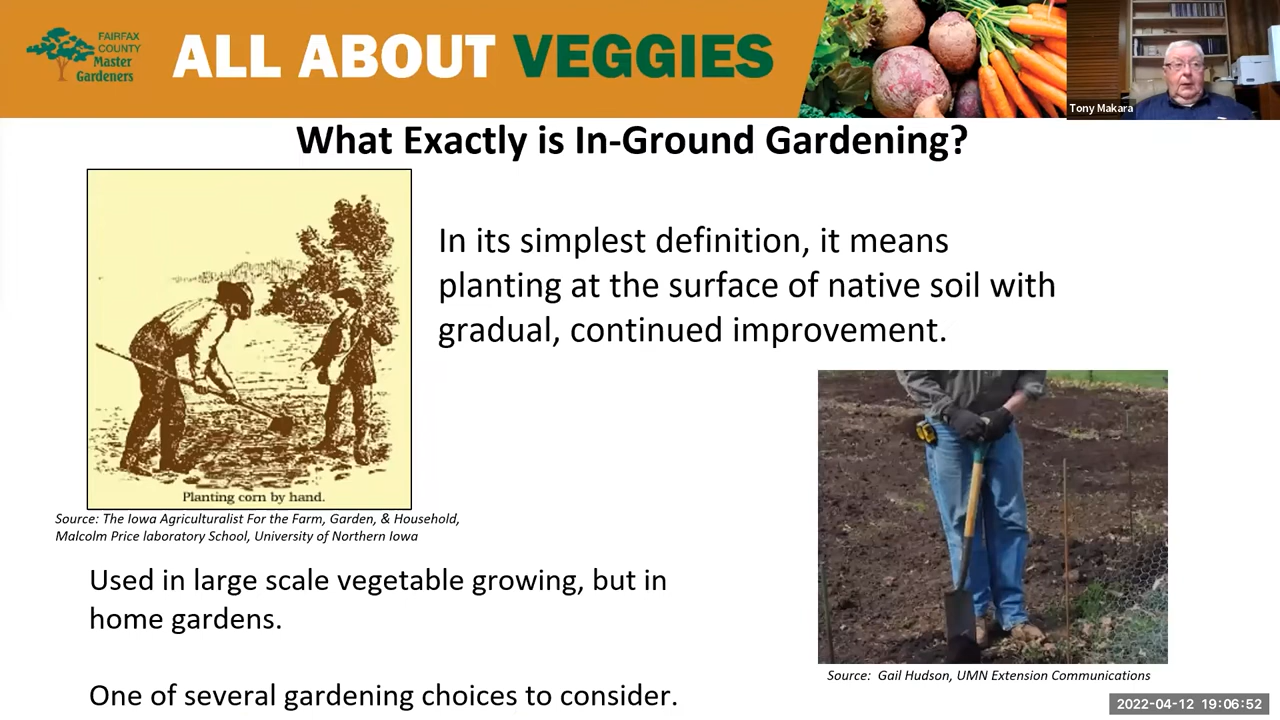 FAIRFAX
COUNTY
Master
Gardeners
ALL ABOUT VEGGIES
Tony Makara
What Exactly is In-Ground Gardening?
In its simplest definition, it means
planting at the surface of native soil with
gradual, continued improvement.
Planting corn by hand.
Source: The Iowa Agriculturalist For the Farm, Garden, & Household,
Malcolm Price laboratory School, University of Northern Iowa
Used in large scale vegetable growing, but in
home gardens.
One of several gardening choices to consider.
Source: Gail Hudson, UMN Extension Communications
2022-04-12 19:06:52